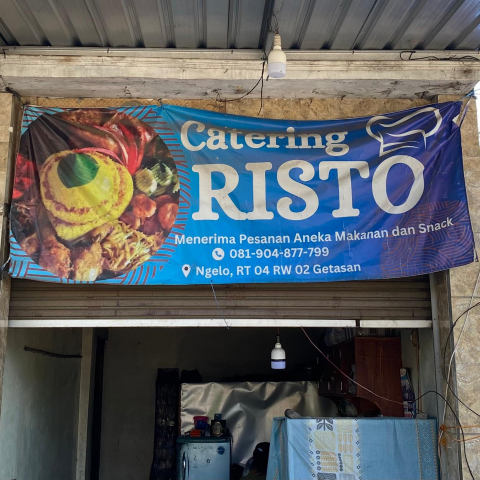 Catering
RISTO
Menerima Pesanan Aneka Makanan dan Snack
081-904-877-799
Ngelo, RT 04 RW 02 Getasan